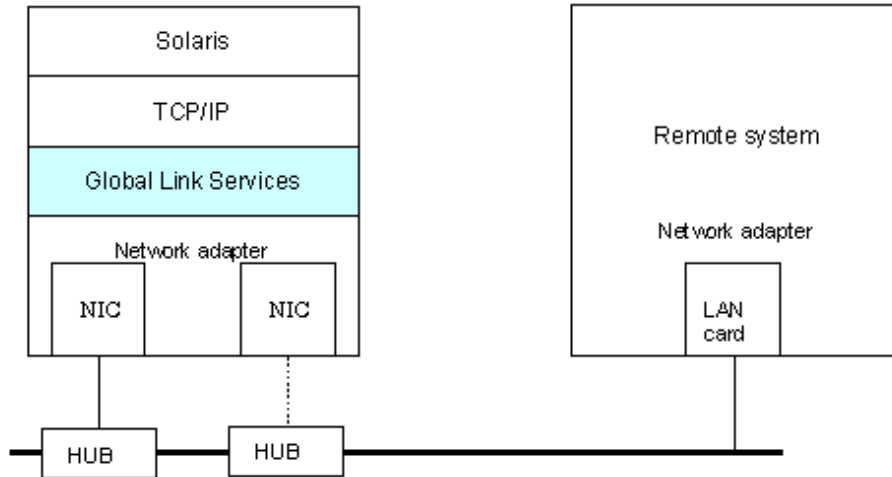 Solaris
TCP/IP
Global Link Services
Network adapter
NIC
NIC
HUB
HUB
Remote system
Network adapter
LAN
card